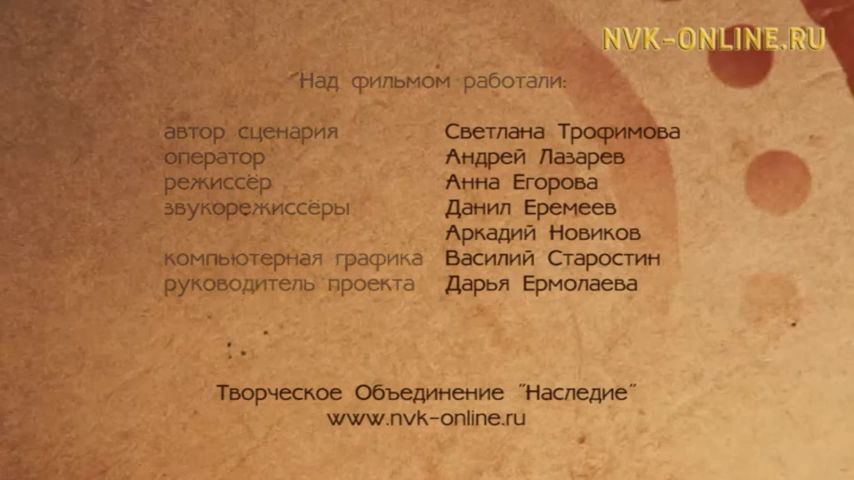 NVK-ONLINE.RU
Над фильмом работали:
автор сценария Светлана Трофимова
оператор Андрей Лазарев
режиссёр Анна Егорова
звукорежиссёры Данил Еремеев
Аркадий Новиков
компьютерная графика Василий Старостин
руководитель проекта Дарья Ермолаева
Творческое Объединение "Наследие"
www.nvk-online.ru